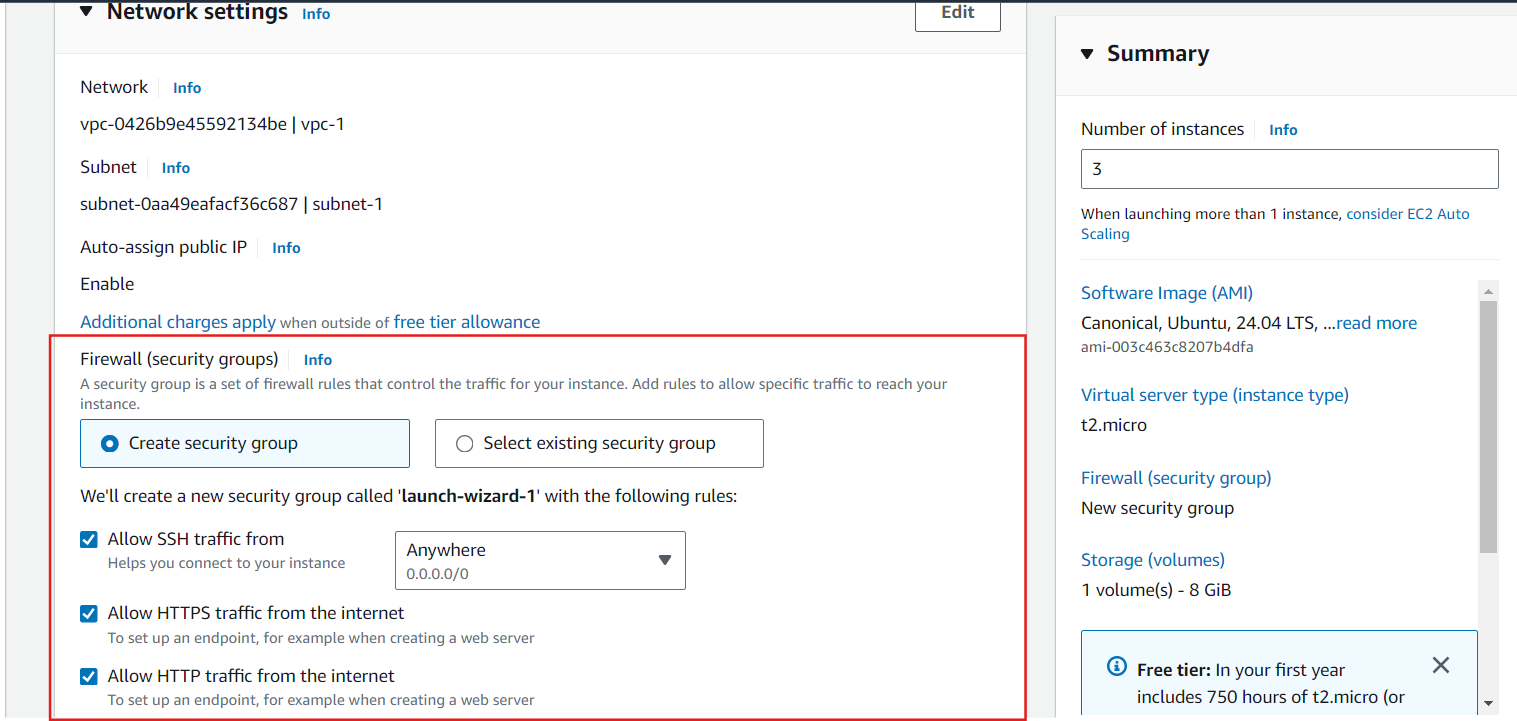 Network settings Info
Edit
Network Info
vpc-0426b9e45592134be | vpc-1
Subnet Info
subnet-0aa49eafacf36c687 | subnet-1
Auto-assign public IP Info
Enable
Additional charges apply when outside of free tier allowance
Firewall (security groups) Info
A security group is a set of firewall rules that control the traffic for your instance. Add rules to allow specific traffic to reach your
instance.
Create security group
Select existing security group
We'll create a new security group called 'launch-wizard-1' with the following rules:
Allow SSH traffic from
Helps you connect to your instance
Anywhere
0.0.0.0/0
Allow HTTPS traffic from the internet
To set up an endpoint, for example when creating a web server
Allow HTTP traffic from the internet
To set up an endpoint, for example when creating a web server
Summary
Number of instances Info
3
When launching more than 1 instance, consider EC2 Auto
Scaling
Software Image (AMI)
Canonical, Ubuntu, 24.04 LTS, ...read more
ami-003c463c8207b4dfa
Virtual server type (instance type)
t2.micro
Firewall (security group)
New security group
Storage (volumes)
1 volume(s) - 8 GiB
Free tier: In your first year
includes 750 hours of t2.micro (or